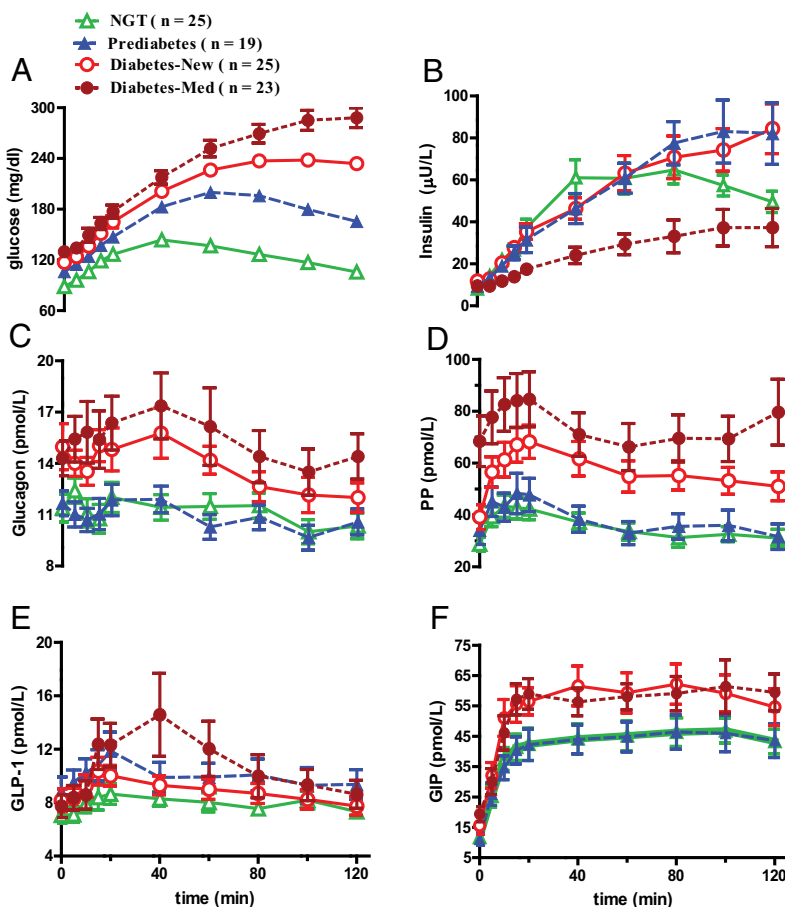 NGT ( n = 25)
Prediabetes ( n = 19)
Diabetes-New ( n = 25)
Diabetes-Med ( n = 23)
A
B
300
240
180
120
60
glucose (mg/dl)
100
80
60
40
20
0
Insulin (μU/L)
C
D
20
17
14
11
8
Glucagon (pmol/L)
100
80
60
40
20
PP (pmol/L)
E
F
20
16
12
8
4
GLP-1 (pmol/L)
75
65
55
45
35
25
15
5
GIP (pmol/L)
0 20 40 60 80 100 120
time (min)
0 40 80 120
time (min)